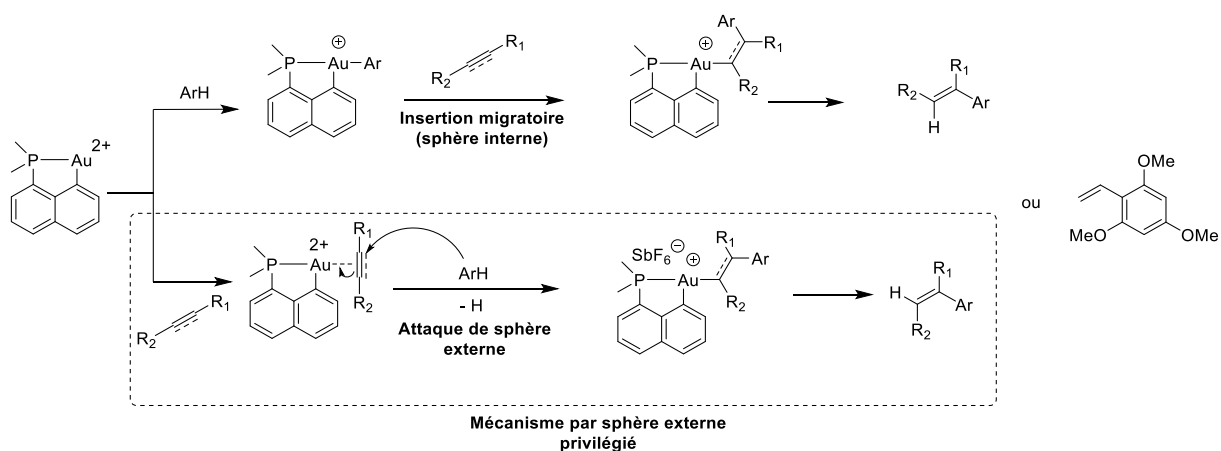 ArH
P
Au
2+
P
Au
Ar
+
R2
R1
Insertion migratoire
(sphère interne)
P
Au
+
Ar
R1
R2
R2
R1
Ar
H
ou
OMe
OMe
OMe
R2
R1
P
Au
2+
R1
R2
ArH
- H
Attaque de sphère
externe
SbF6 −
P
Au
+
R1
Ar
R2
H
R1
Ar
R2
Mécanisme par sphère externe
privilégié